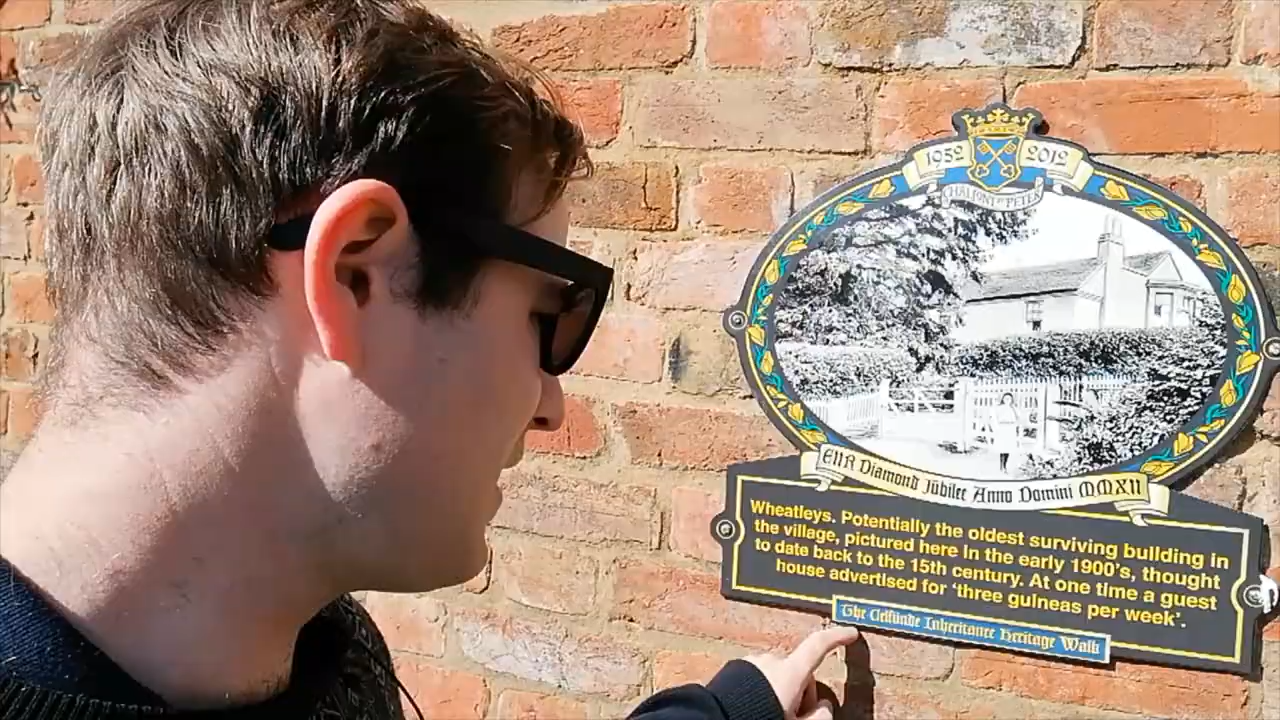 1952 2012
CHALFONT ST PETER
EIIR Diamond Jubilee Anno Domini MMXII
Wheatleys. Potentially the oldest surviving building in
the village, pictured here in the early 1900's, thought
to date back to the 15th century. At one time a guest
house advertised for 'three guineas per week'.
The Celfunde Inheritance Heritage Walk